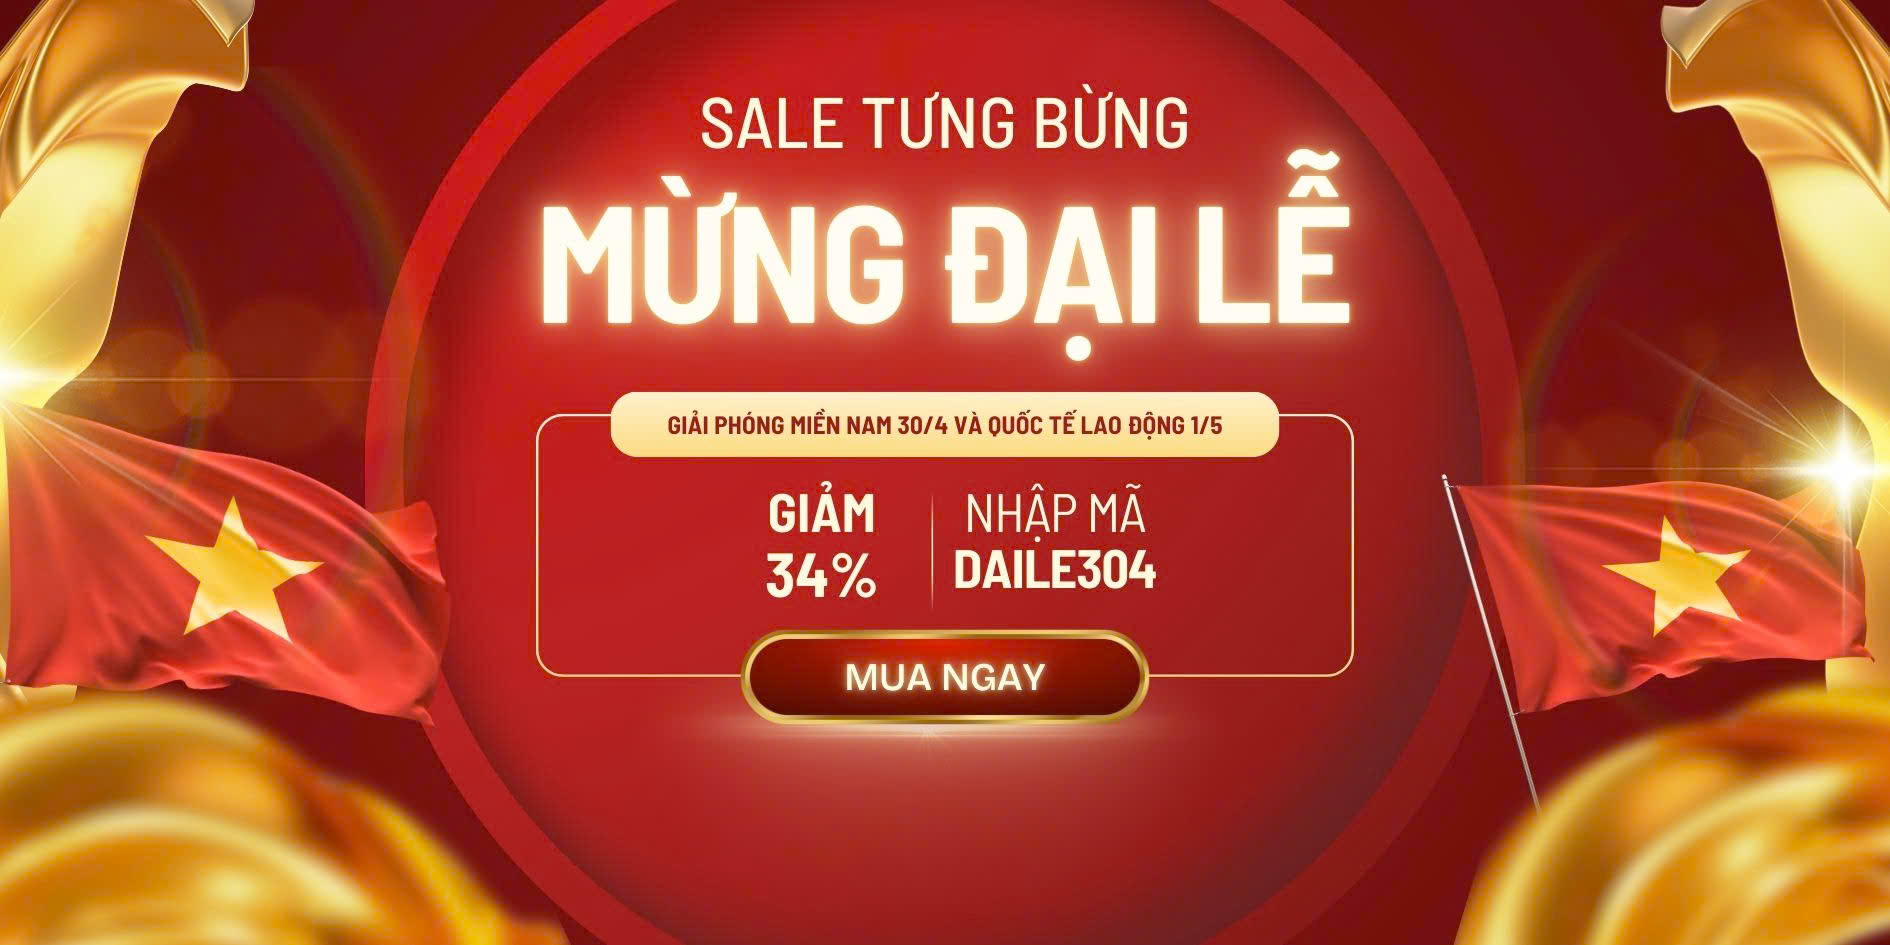 SALE TƯNG BỪNG
MỪNG ĐẠI LỄ
GIẢI PHÓNG MIỀN NAM 30/4 VÀ QUỐC TẾ LAO ĐỘNG 1/5
GIẢM
34%
NHẬP MÃ
DAILE304
MUA NGAY